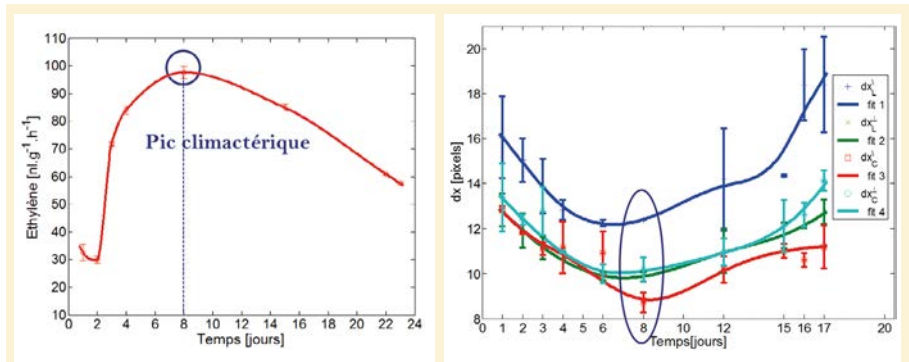 110
100
90
80
70
60
50
40
30
20
10
Ethylène [nl.g⁻¹.h⁻¹]
Pic climactérique
0 2 4 6 8 10 12 14 16 18 20 22 24
Temps [jours]
20
18
16
14
12
10
8
dx [pixels]
fit 1
fit 2
fit 3
fit 4
0 1 2 3 4 6 8 10 12 15 16 17 20
Temps[jours]